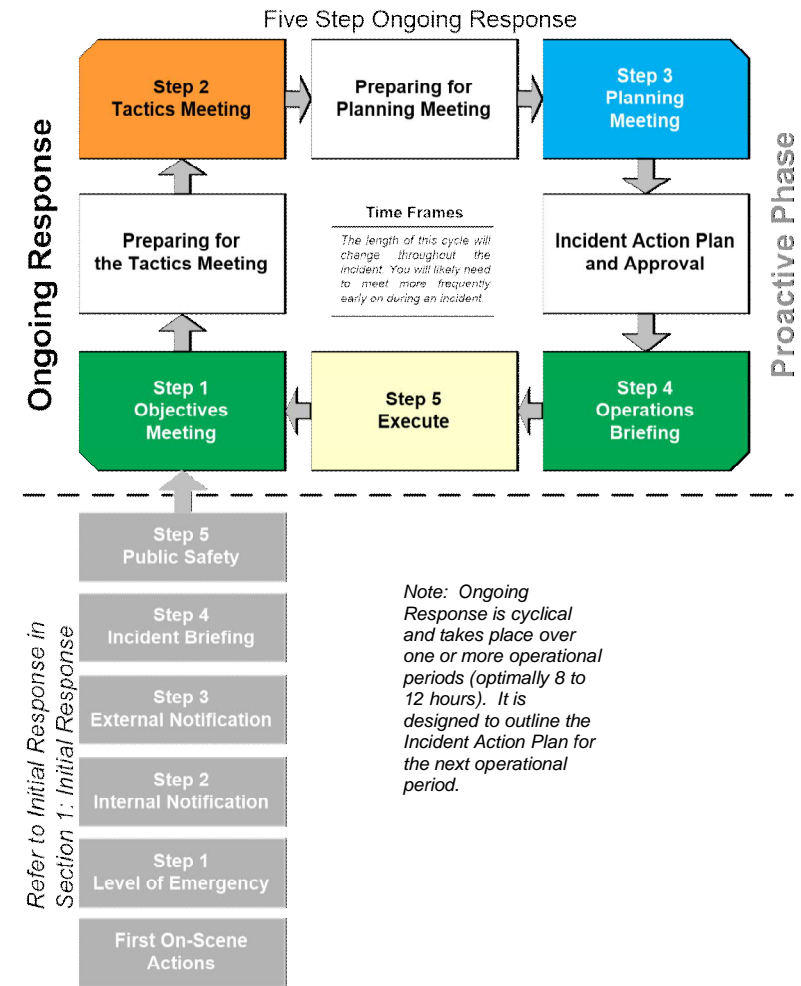 Five Step Ongoing Response
Ongoing Response
Proactive Phase
Step 2
Tactics Meeting
Preparing for
Planning Meeting
Step 3
Planning
Meeting
Preparing for
the Tactics Meeting
Time Frames
The length of this cycle will
change throughout the
incident. You will likely need
to meet more frequently
early on during an incident
Incident Action Plan
and Approval
Step 1
Objectives
Meeting
Step 5
Execute
Step 4
Operations
Briefing
Refer to Initial Response in
Section 1: Initial Response
Step 5
Public Safety
Step 4
Incident Briefing
Step 3
External Notification
Step 2
Internal Notification
Step 1
Level of Emergency
First On-Scene
Actions
Note: Ongoing
Response is cyclical
and takes place over
one or more operational
periods (optimally 8 to
12 hours). It is
designed to outline the
Incident Action Plan for
the next operational
period.